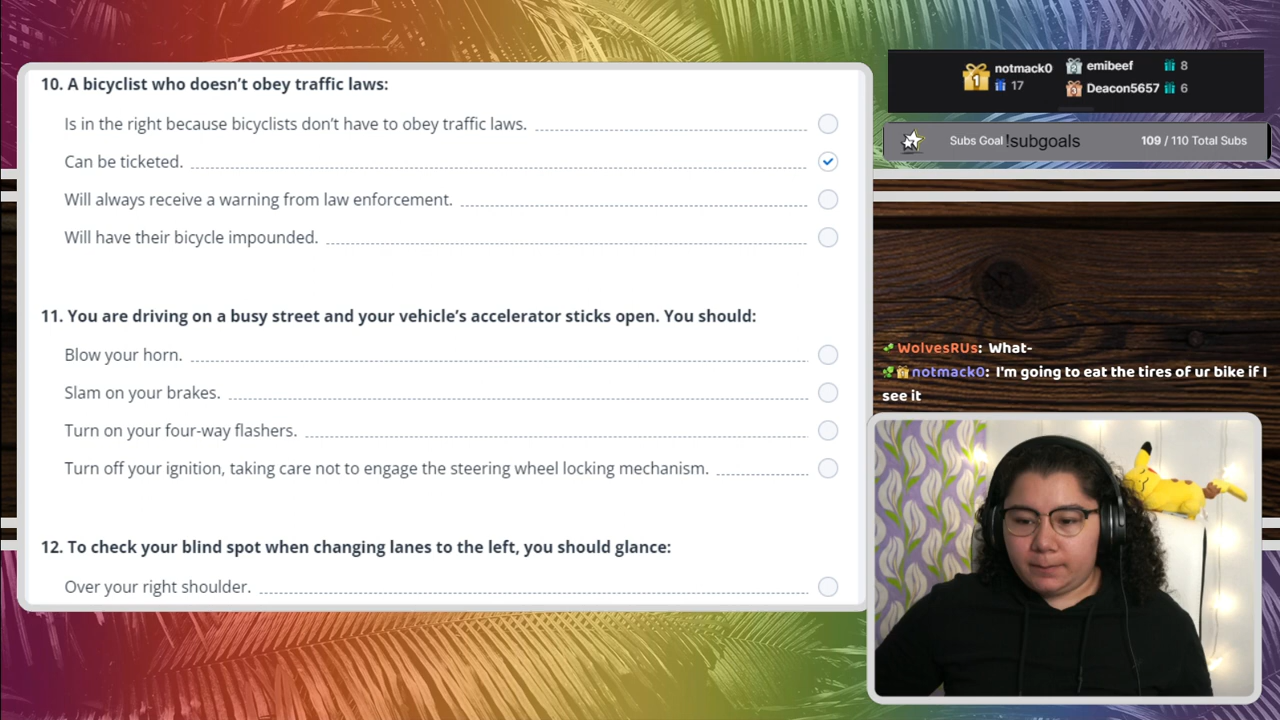 10. A bicyclist who doesn't obey traffic laws:
Is in the right because bicyclists don't have to obey traffic laws.
Can be ticketed.
Will always receive a warning from law enforcement.
Will have their bicycle impounded.
11. You are driving on a busy street and your vehicle's accelerator sticks open. You should:
Blow your horn.
Slam on your brakes.
Turn on your four-way flashers.
Turn off your ignition, taking care not to engage the steering wheel locking mechanism.
12. To check your blind spot when changing lanes to the left, you should glance:
Over your right shoulder.
1 notmack0 17
2 emibeef 8
3 Deacon5657 6
Subs Goal !subgoals 109 / 110 Total Subs
WolvesRUs: What-
notmack0: I'm going to eat the tires of ur bike if I
see it